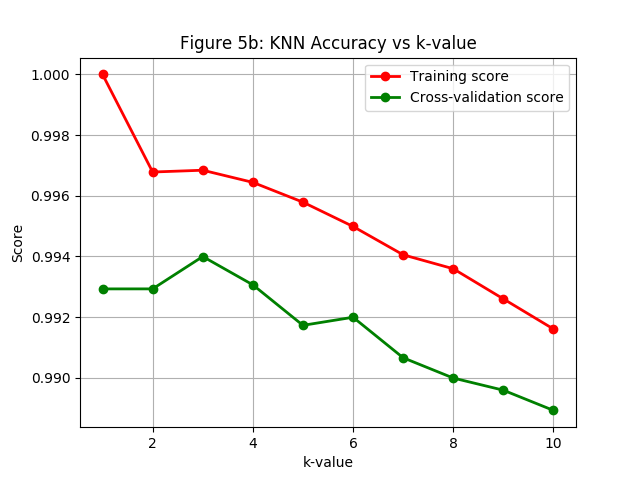 Figure 5b: KNN Accuracy vs k-value
Training score
Cross-validation score
1.000
0.998
0.996
0.994
0.992
0.990
Score
2 4 6 8 10
k-value